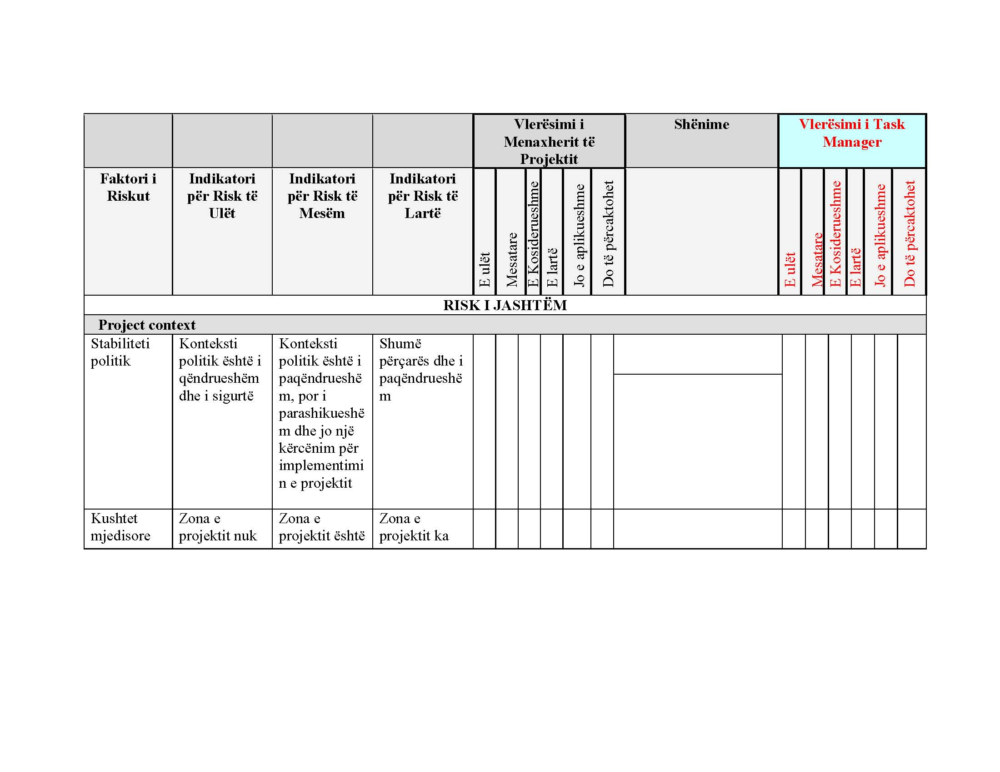 Vlerësimi i
Menaxherit të
Projektit
Shënime
Vlerësimi i Task
Manager
Faktori i
Riskut
Indikatori
për Risk të
Ulët
Indikatori
për Risk të
Mesëm
Indikatori
për Risk të
Lartë
E ulët
Mesatare
E Kosiderueshme
E lartë
Jo e aplikueshme
Do të përcaktohet
E ulët
Mesatare
E Kosiderueshme
E lartë
Jo e aplikueshme
Do të përcaktohet
RISK I JASHTËM
Project context
Stabiliteti
politik
Konteksti
politik është i
qëndrueshëm
dhe i sigurtë
Konteksti
politik është i
paqëndrueshë
m, por i
parashikueshë
m dhe jo një
kërcënim për
implementimi
n e projektit
Shumë
përçarës dhe i
paqëndrueshë
m
Kushtet
mjedisore
Zona e
projektit nuk
Zona e
projektit është
Zona e
projektit ka